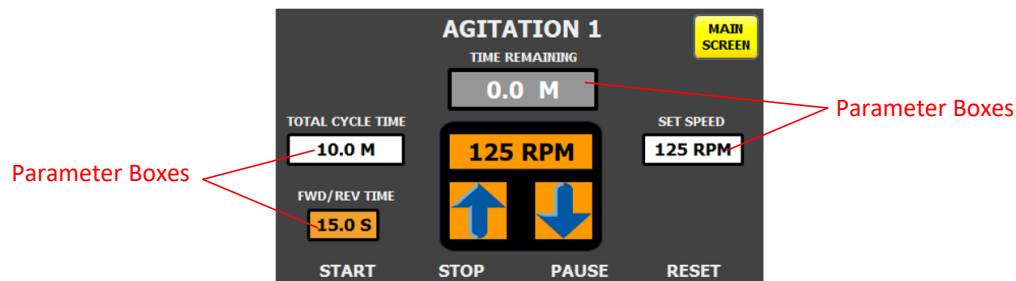 AGITATION 1
MAIN
SCREEN
TIME REMAINING
0.0 M
Parameter Boxes
TOTAL CYCLE TIME
SET SPEED
10.0 M
125 RPM
125 RPM
Parameter Boxes
FWD/REV TIME
15.0 S
START STOP PAUSE RESET